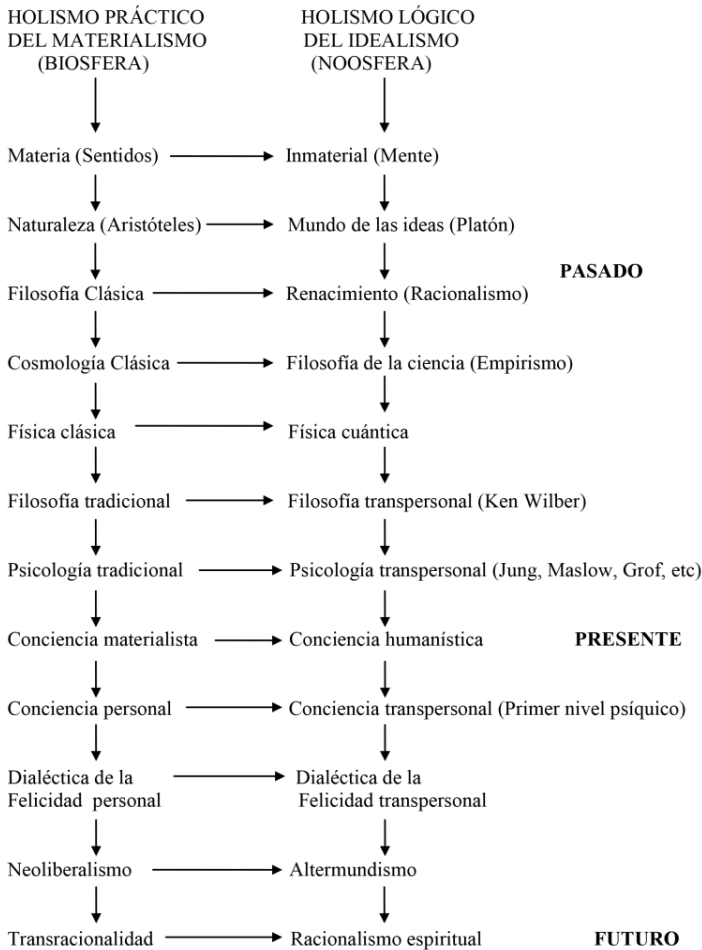 HOLISMO PRÁCTICO HOLISMO LÓGICO
DEL MATERIALISMO DEL IDEALISMO
(BIOSFERA) (NOOSFERA)
Materia (Sentidos) Inmaterial (Mente)
Naturaleza (Aristóteles) Mundo de las ideas (Platón)
PASADO
Filosofía Clásica Renacimiento (Racionalismo)
Cosmología Clásica Filosofía de la ciencia (Empirismo)
Física clásica Física cuántica
Filosofía tradicional Filosofía transpersonal (Ken Wilber)
Psicología tradicional Psicología transpersonal (Jung, Maslow, Grof, etc)
Conciencia materialista Conciencia humanística PRESENTE
Conciencia personal Conciencia transpersonal (Primer nivel psíquico)
Dialéctica de la Dialéctica de la
Felicidad personal Felicidad transpersonal
Neoliberalismo Altermundismo
Transracionalidad Racionalismo espiritual FUTURO